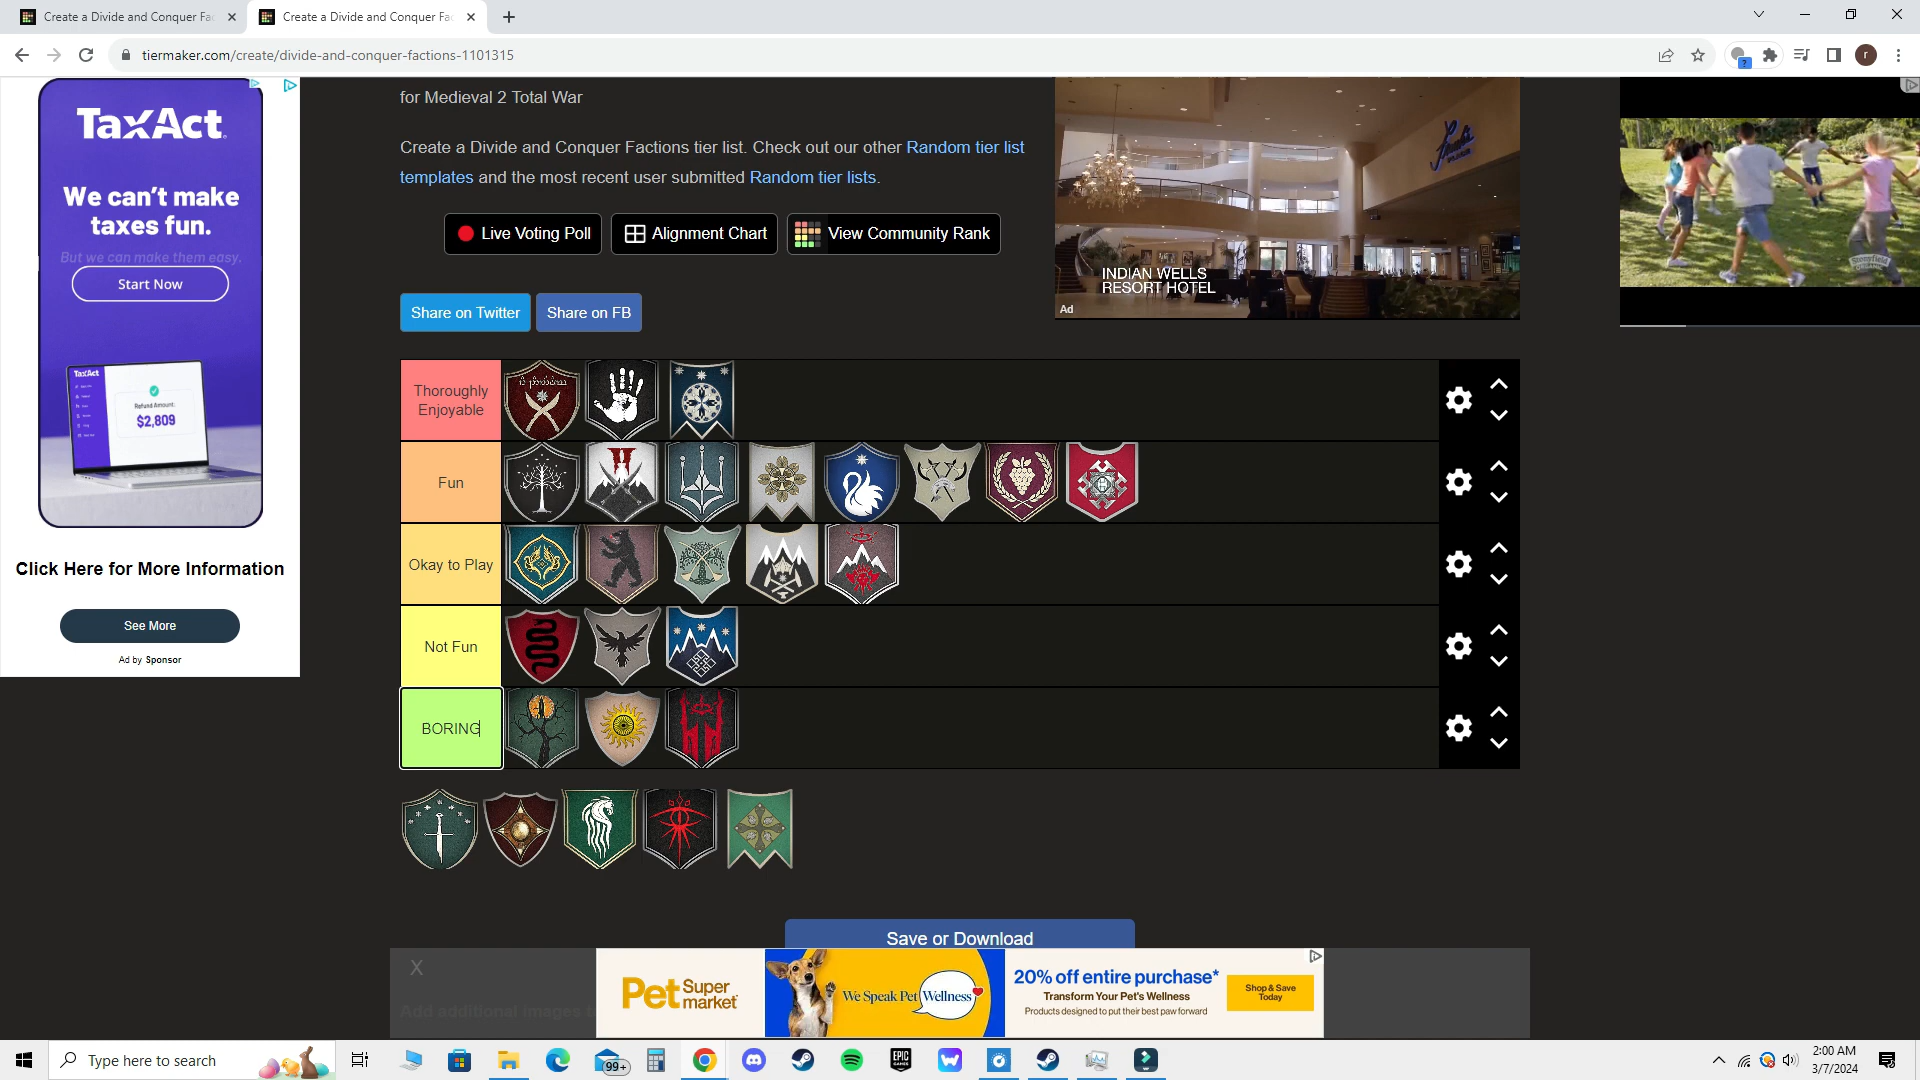 Create a Divide and Conquer Fa
Create a Divide and Conquer Fa
tiermaker.com/create/divide-and-conquer-factions-1101315
r
?
TaxAct.
We can't make
taxes fun.
But we can make them easy.
Start Now
TaxAct
Refund Amount:
$2,809
Click Here for More Information
See More
Ad by Sponsor
for Medieval 2 Total War
Create a Divide and Conquer Factions tier list. Check out our other Random tier list
templates and the most recent user submitted Random tier lists.
Live Voting Poll
Alignment Chart
View Community Rank
Share on Twitter
Share on FB
INDIAN WELLS
RESORT HOTEL
Ad
Stonyfield
Thoroughly
Enjoyable
Fun
Okay to Play
Not Fun
BORING
Save or Download
X
Add additional images t
Pet Super
market
We Speak Pet Wellness
20% off entire purchase*
Transform Your Pet's Wellness
Products designed to put their best paw forward
Shop & Save
Today
Type here to search
99+
EPIC
GAMES
2:00 AM
3/7/2024